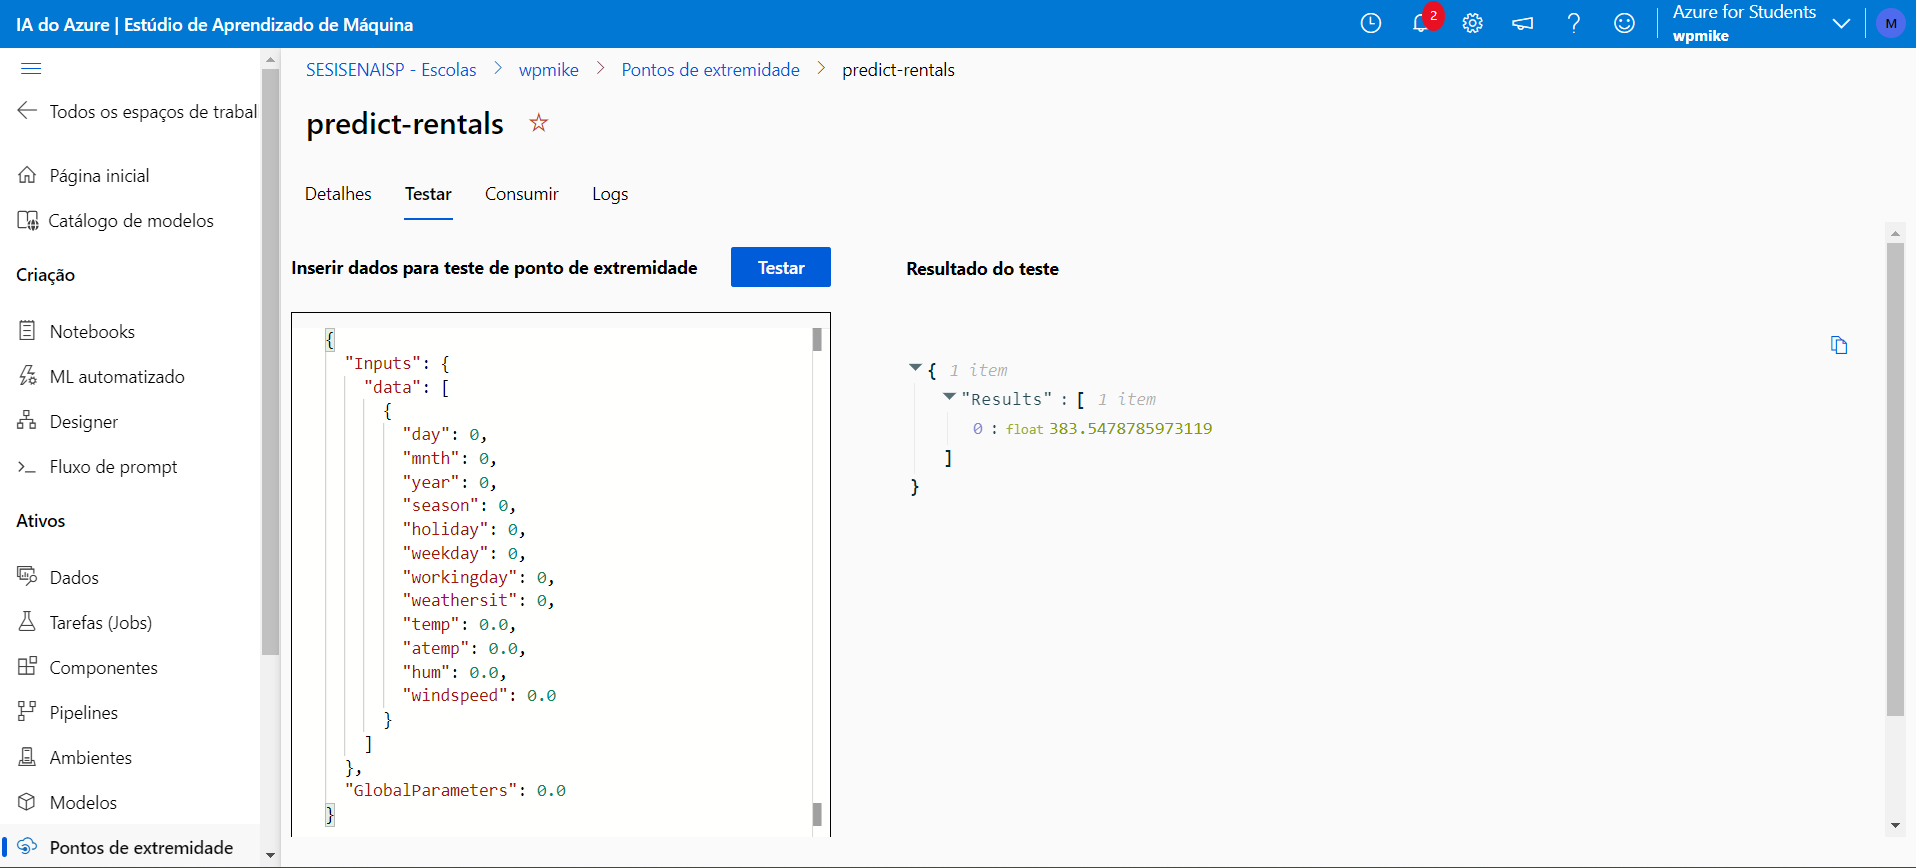 IA do Azure | Estúdio de Aprendizado de Máquina
2
Azure for Students
wpmike
M
Todos os espaços de trabal
Página inicial
Catálogo de modelos
Criação
Notebooks
ML automatizado
Designer
Fluxo de prompt
Ativos
Dados
Tarefas (Jobs)
Componentes
Pipelines
Ambientes
Modelos
Pontos de extremidade
SESISENAISP - Escolas > wpmike > Pontos de extremidade > predict-rentals
predict-rentals
Detalhes Testar Consumir Logs
Inserir dados para teste de ponto de extremidade
Testar
{
"Inputs": {
"data": [
{
"day": 0,
"mnth": 0,
"year": 0,
"season": 0,
"holiday": 0,
"weekday": 0,
"workingday": 0,
"weathersit": 0,
"temp": 0.0,
"atemp": 0.0,
"hum": 0.0,
"windspeed": 0.0
}
]
},
"GlobalParameters": 0.0
}
Resultado do teste
{ 1 item
"Results" : [ 1 item
0 : float 383.5478785973119
]
}